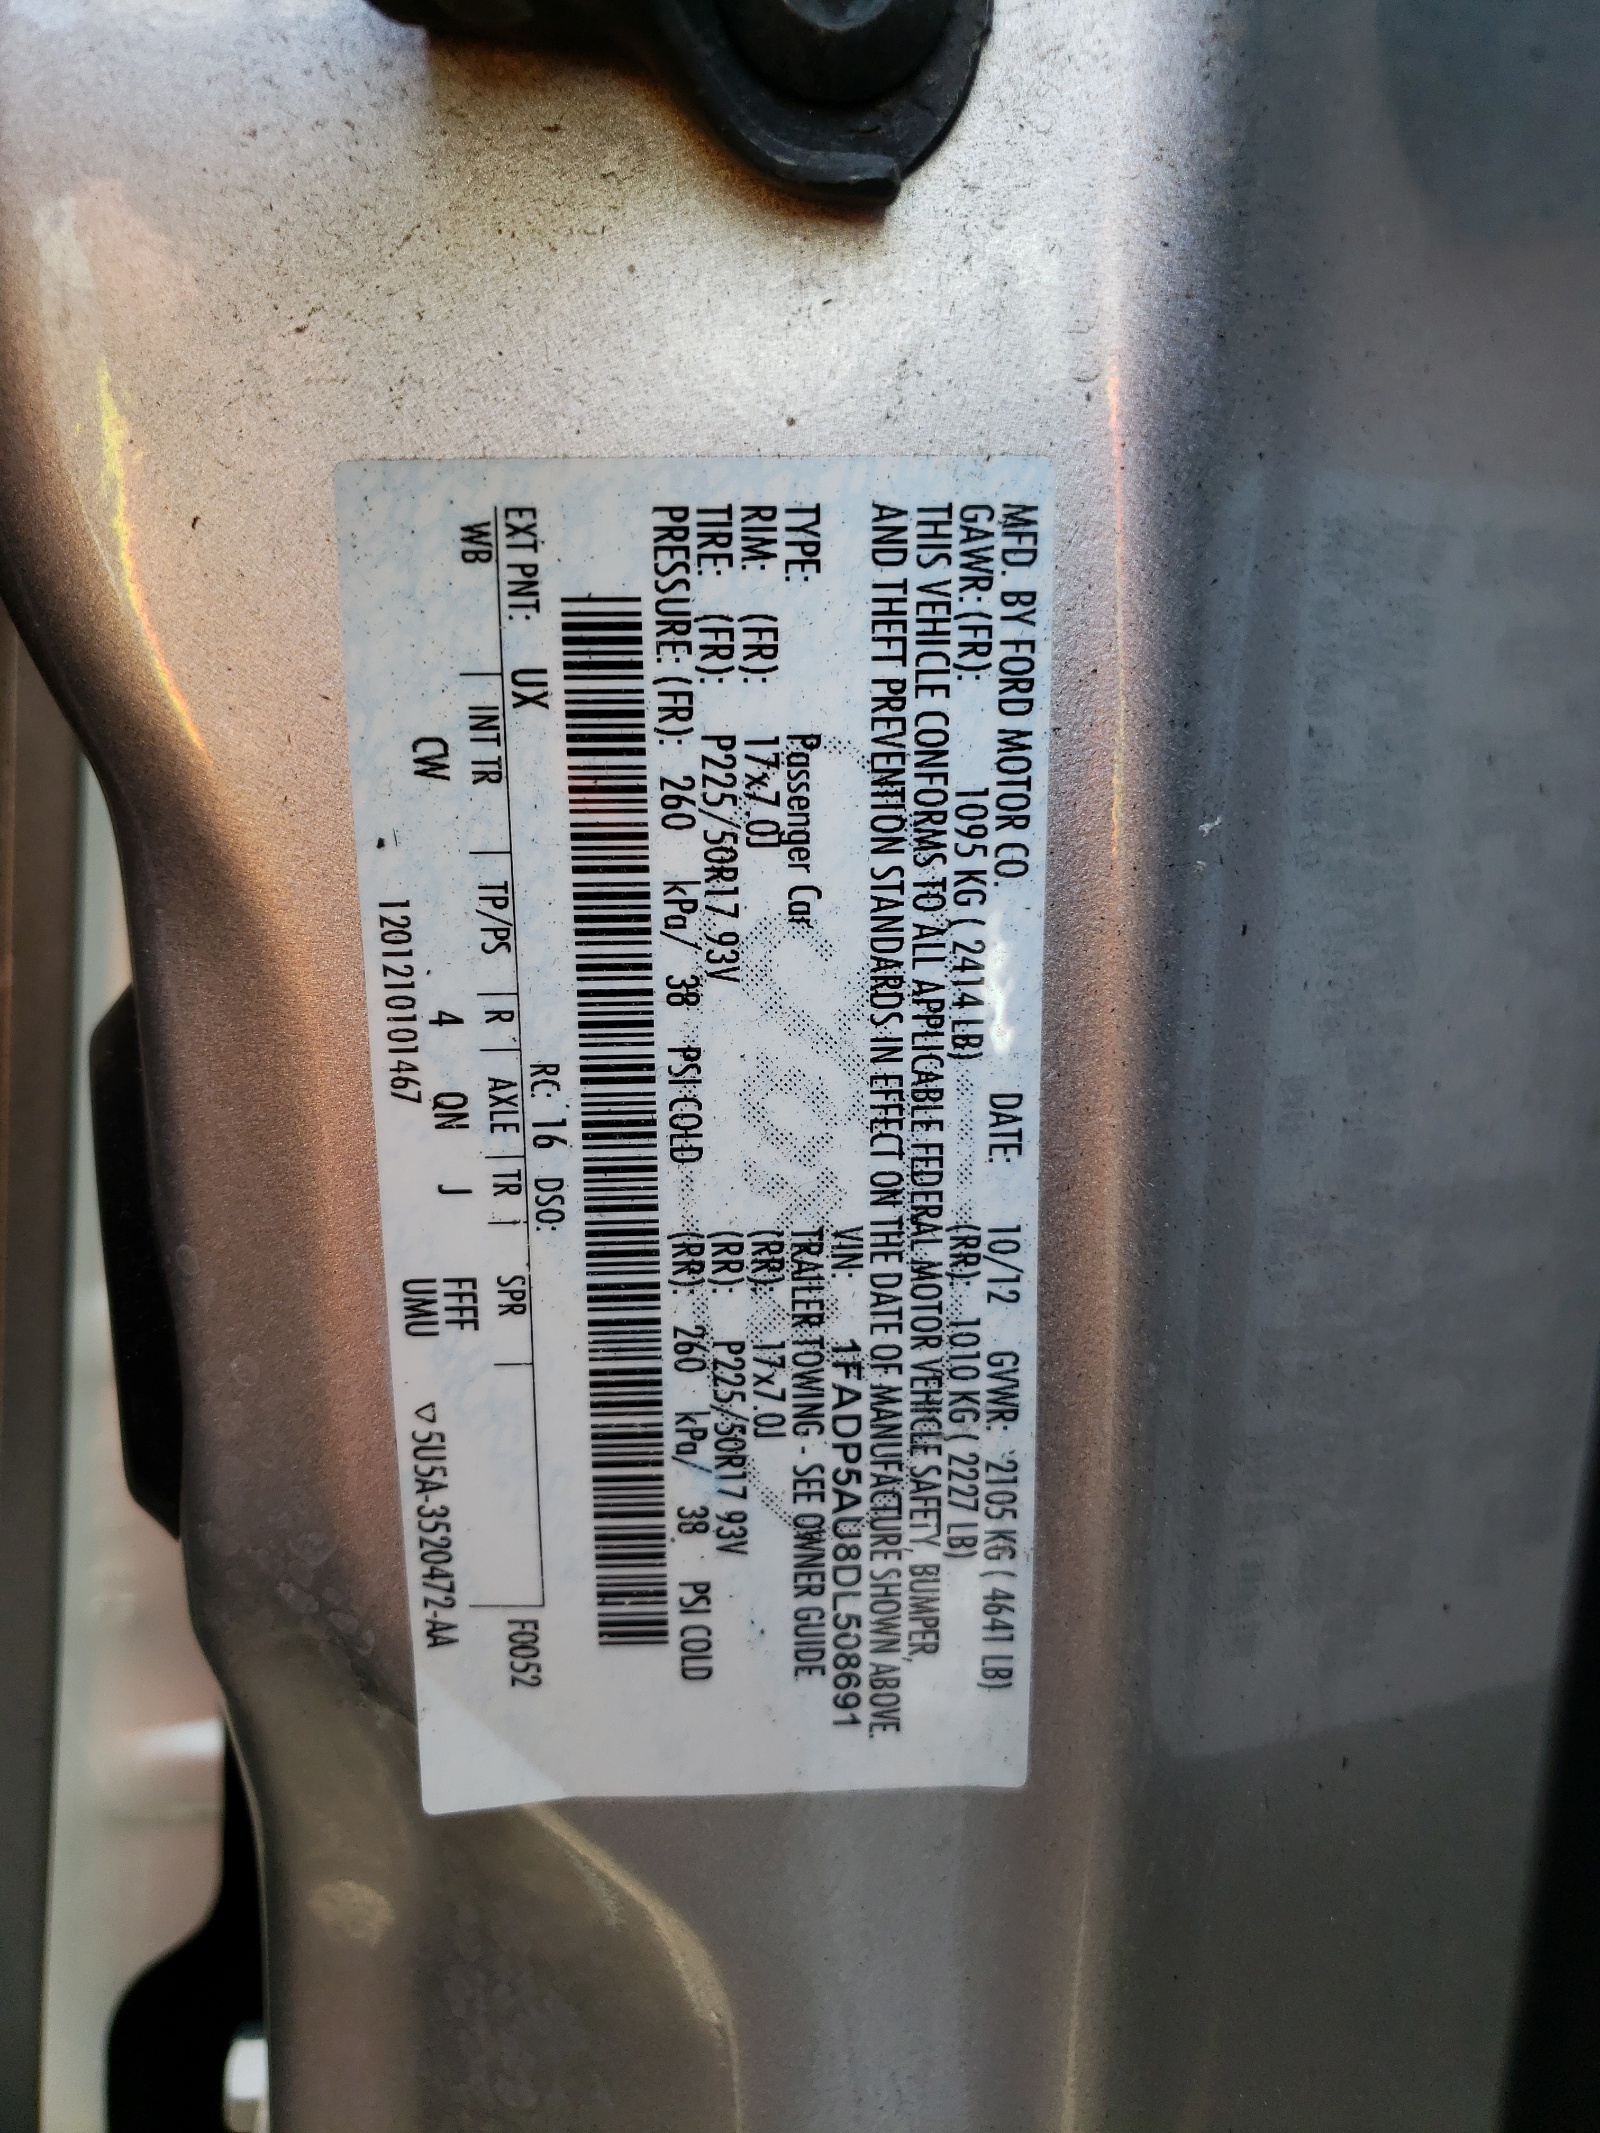 MFD. BY FORD MOTOR CO. DATE: 10/12 GVWR: 2105 KG ( 4641 LB)
GAWR: (FR): 1095 KG ( 2414 LB) (RR): 1010 KG ( 2227 LB)
THIS VEHICLE CONFORMS TO ALL APPLICABLE FEDERAL MOTOR VEHICLE SAFETY, BUMPER,
AND THEFT PREVENTION STANDARDS IN EFFECT ON THE DATE OF MANUFACTURE SHOWN ABOVE.
VIN: 1FADP5AU8DL508691
TYPE: Passenger Car TRAILER TOWING - SEE OWNER GUIDE
RIM: (FR): 17x7.0J (RR): 17x7.0J
TIRE: (FR): P225/50R17 93V (RR): P225/50R17 93V
PRESSURE: (FR): 260 kPa/ 38 PSI COLD (RR): 260 kPa/ 38 PSI COLD
EXT PNT: UX RC: 16 DSO: F0052
WB | INT TR | TP/PS | R | AXLE | TR | SPR |
CW 4 QN J FFFF
UMU
1201210101467 ▽ 5U5A-3520472-AA